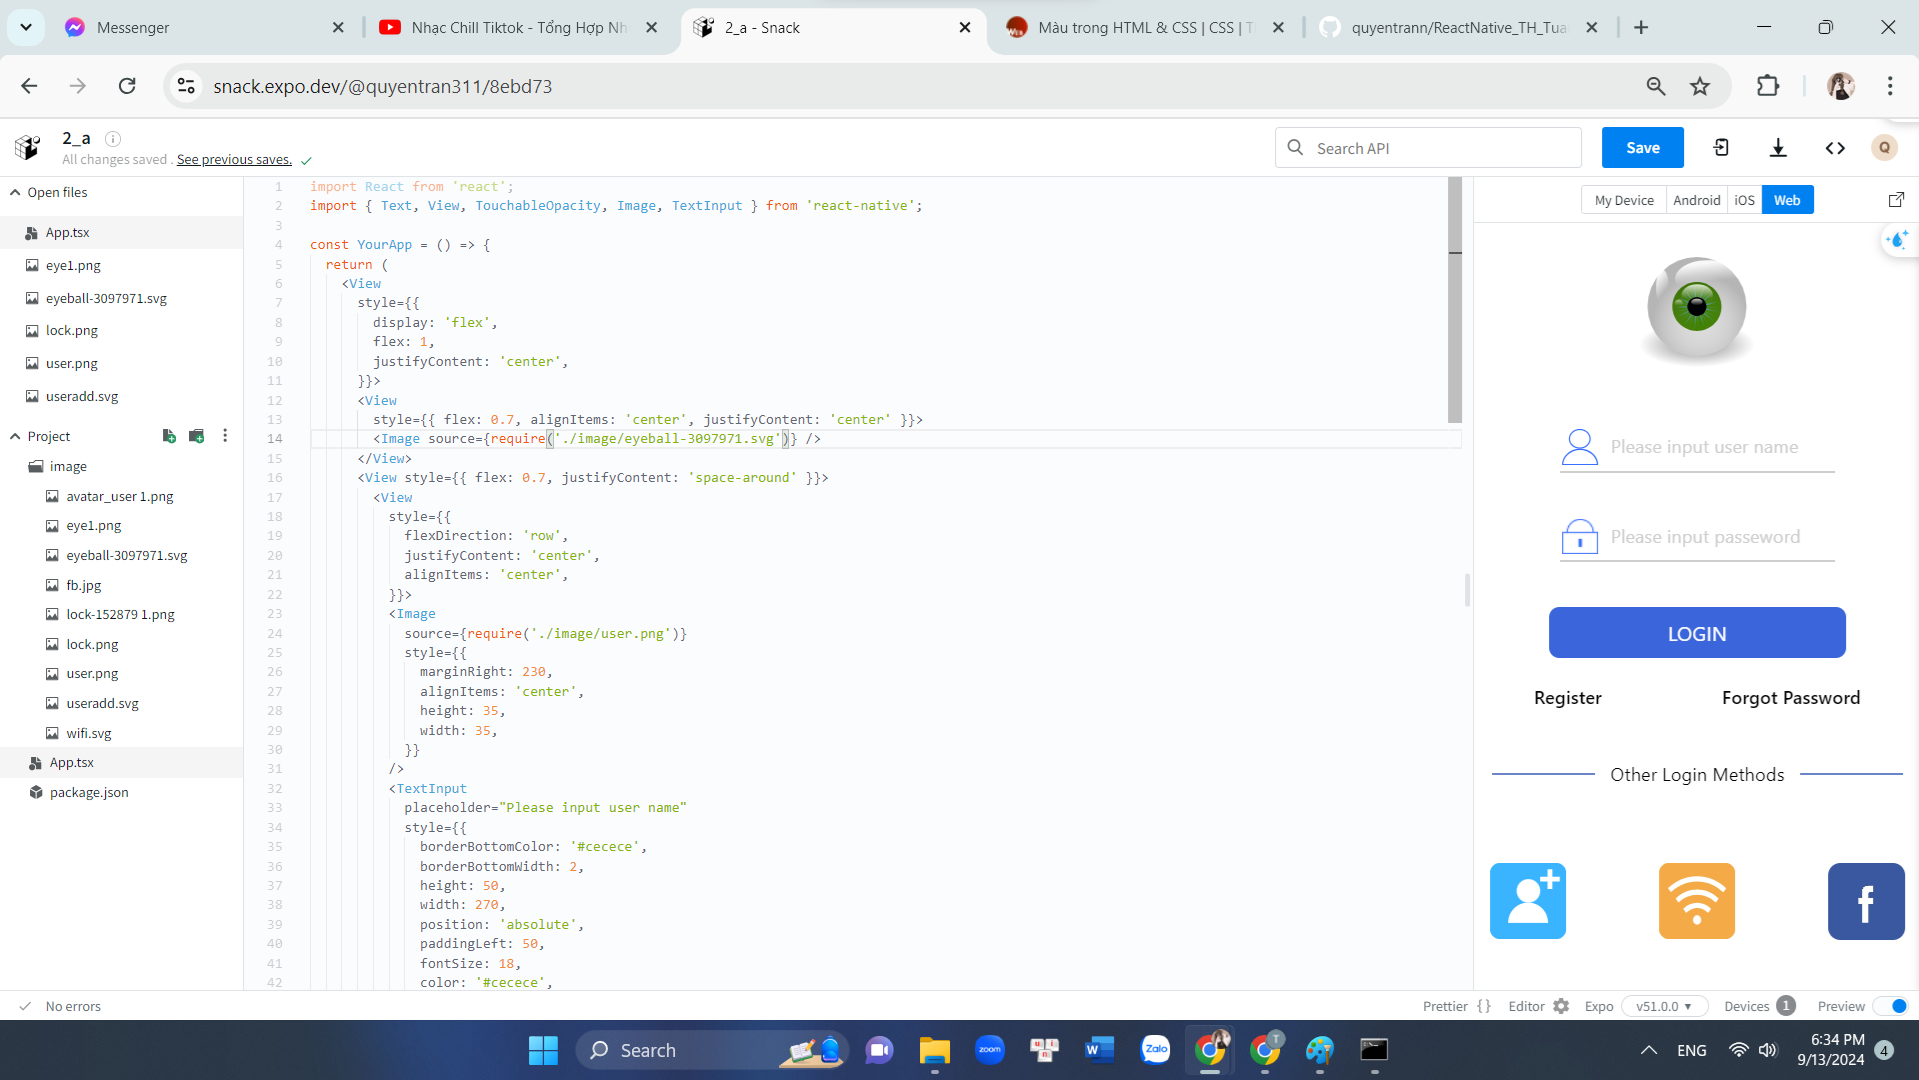 Messenger
Nhạc Chill Tiktok - Tổng Hợp Nh
2_a - Snack
Màu trong HTML & CSS | CSS | T
quyentrann/ReactNative_TH_Tua
snack.expo.dev/@quyentran311/8ebd73
2_a
All changes saved . See previous saves.
Search API
Save
Q
Open files
App.tsx
eye1.png
eyeball-3097971.svg
lock.png
user.png
useradd.svg
Project
image
avatar_user 1.png
eye1.png
eyeball-3097971.svg
fb.jpg
lock-152879 1.png
lock.png
user.png
useradd.svg
wifi.svg
App.tsx
package.json
1 import React from 'react';
2 import { Text, View, TouchableOpacity, Image, TextInput } from 'react-native';
3
4 const YourApp = () => {
5 return (
6 <View
7 style={{
8 display: 'flex',
9 flex: 1,
10 justifyContent: 'center',
11 }}>
12 <View
13 style={{ flex: 0.7, alignItems: 'center', justifyContent: 'center' }}>
14 <Image source={require('./image/eyeball-3097971.svg')} />
15 </View>
16 <View style={{ flex: 0.7, justifyContent: 'space-around' }}>
17 <View
18 style={{
19 flexDirection: 'row',
20 justifyContent: 'center',
21 alignItems: 'center',
22 }}>
23 <Image
24 source={require('./image/user.png')}
25 style={{
26 marginRight: 230,
27 alignItems: 'center',
28 height: 35,
29 width: 35,
30 }}
31 />
32 <TextInput
33 placeholder="Please input user name"
34 style={{
35 borderBottomColor: '#cecece',
36 borderBottomWidth: 2,
37 height: 50,
38 width: 270,
39 position: 'absolute',
40 paddingLeft: 50,
41 fontSize: 18,
42 color: '#cecece',
My Device
Android
iOS
Web
Please input user name
Please input passeword
LOGIN
Register
Forgot Password
Other Login Methods
f
No errors
Prettier { }
Editor
Expo
v51.0.0
Devices 1
Preview
Search
zoom
uni
W
Zalo
T
ENG
6:34 PM
9/13/2024
4